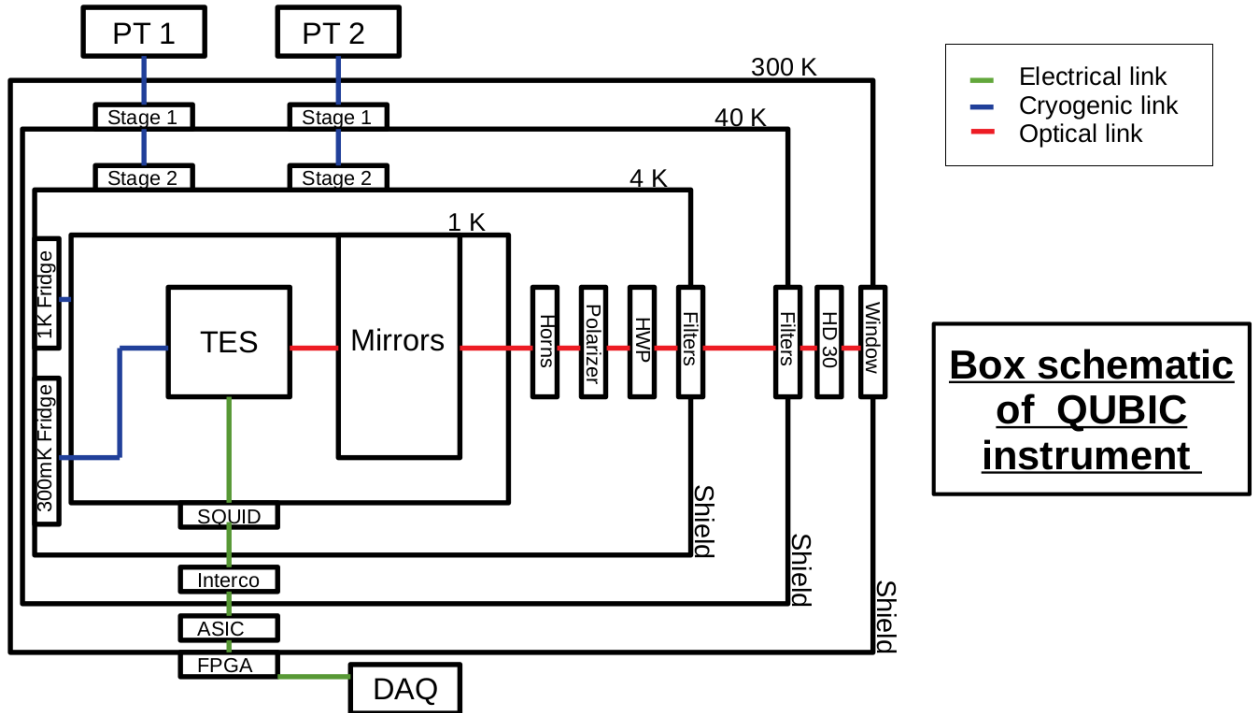 PT 1
PT 2
300 K
Electrical link
Cryogenic link
Optical link
Stage 1
Stage 1
40 K
Stage 2
Stage 2
4 K
1 K
1K Fridge
300mK Fridge
TES
Mirrors
Horns
Polarizer
HWP
Filters
Filters
HD 30
Window
Box schematic
of QUBIC
instrument
SQUID
Shield
Interco
Shield
ASIC
Shield
FPGA
DAQ